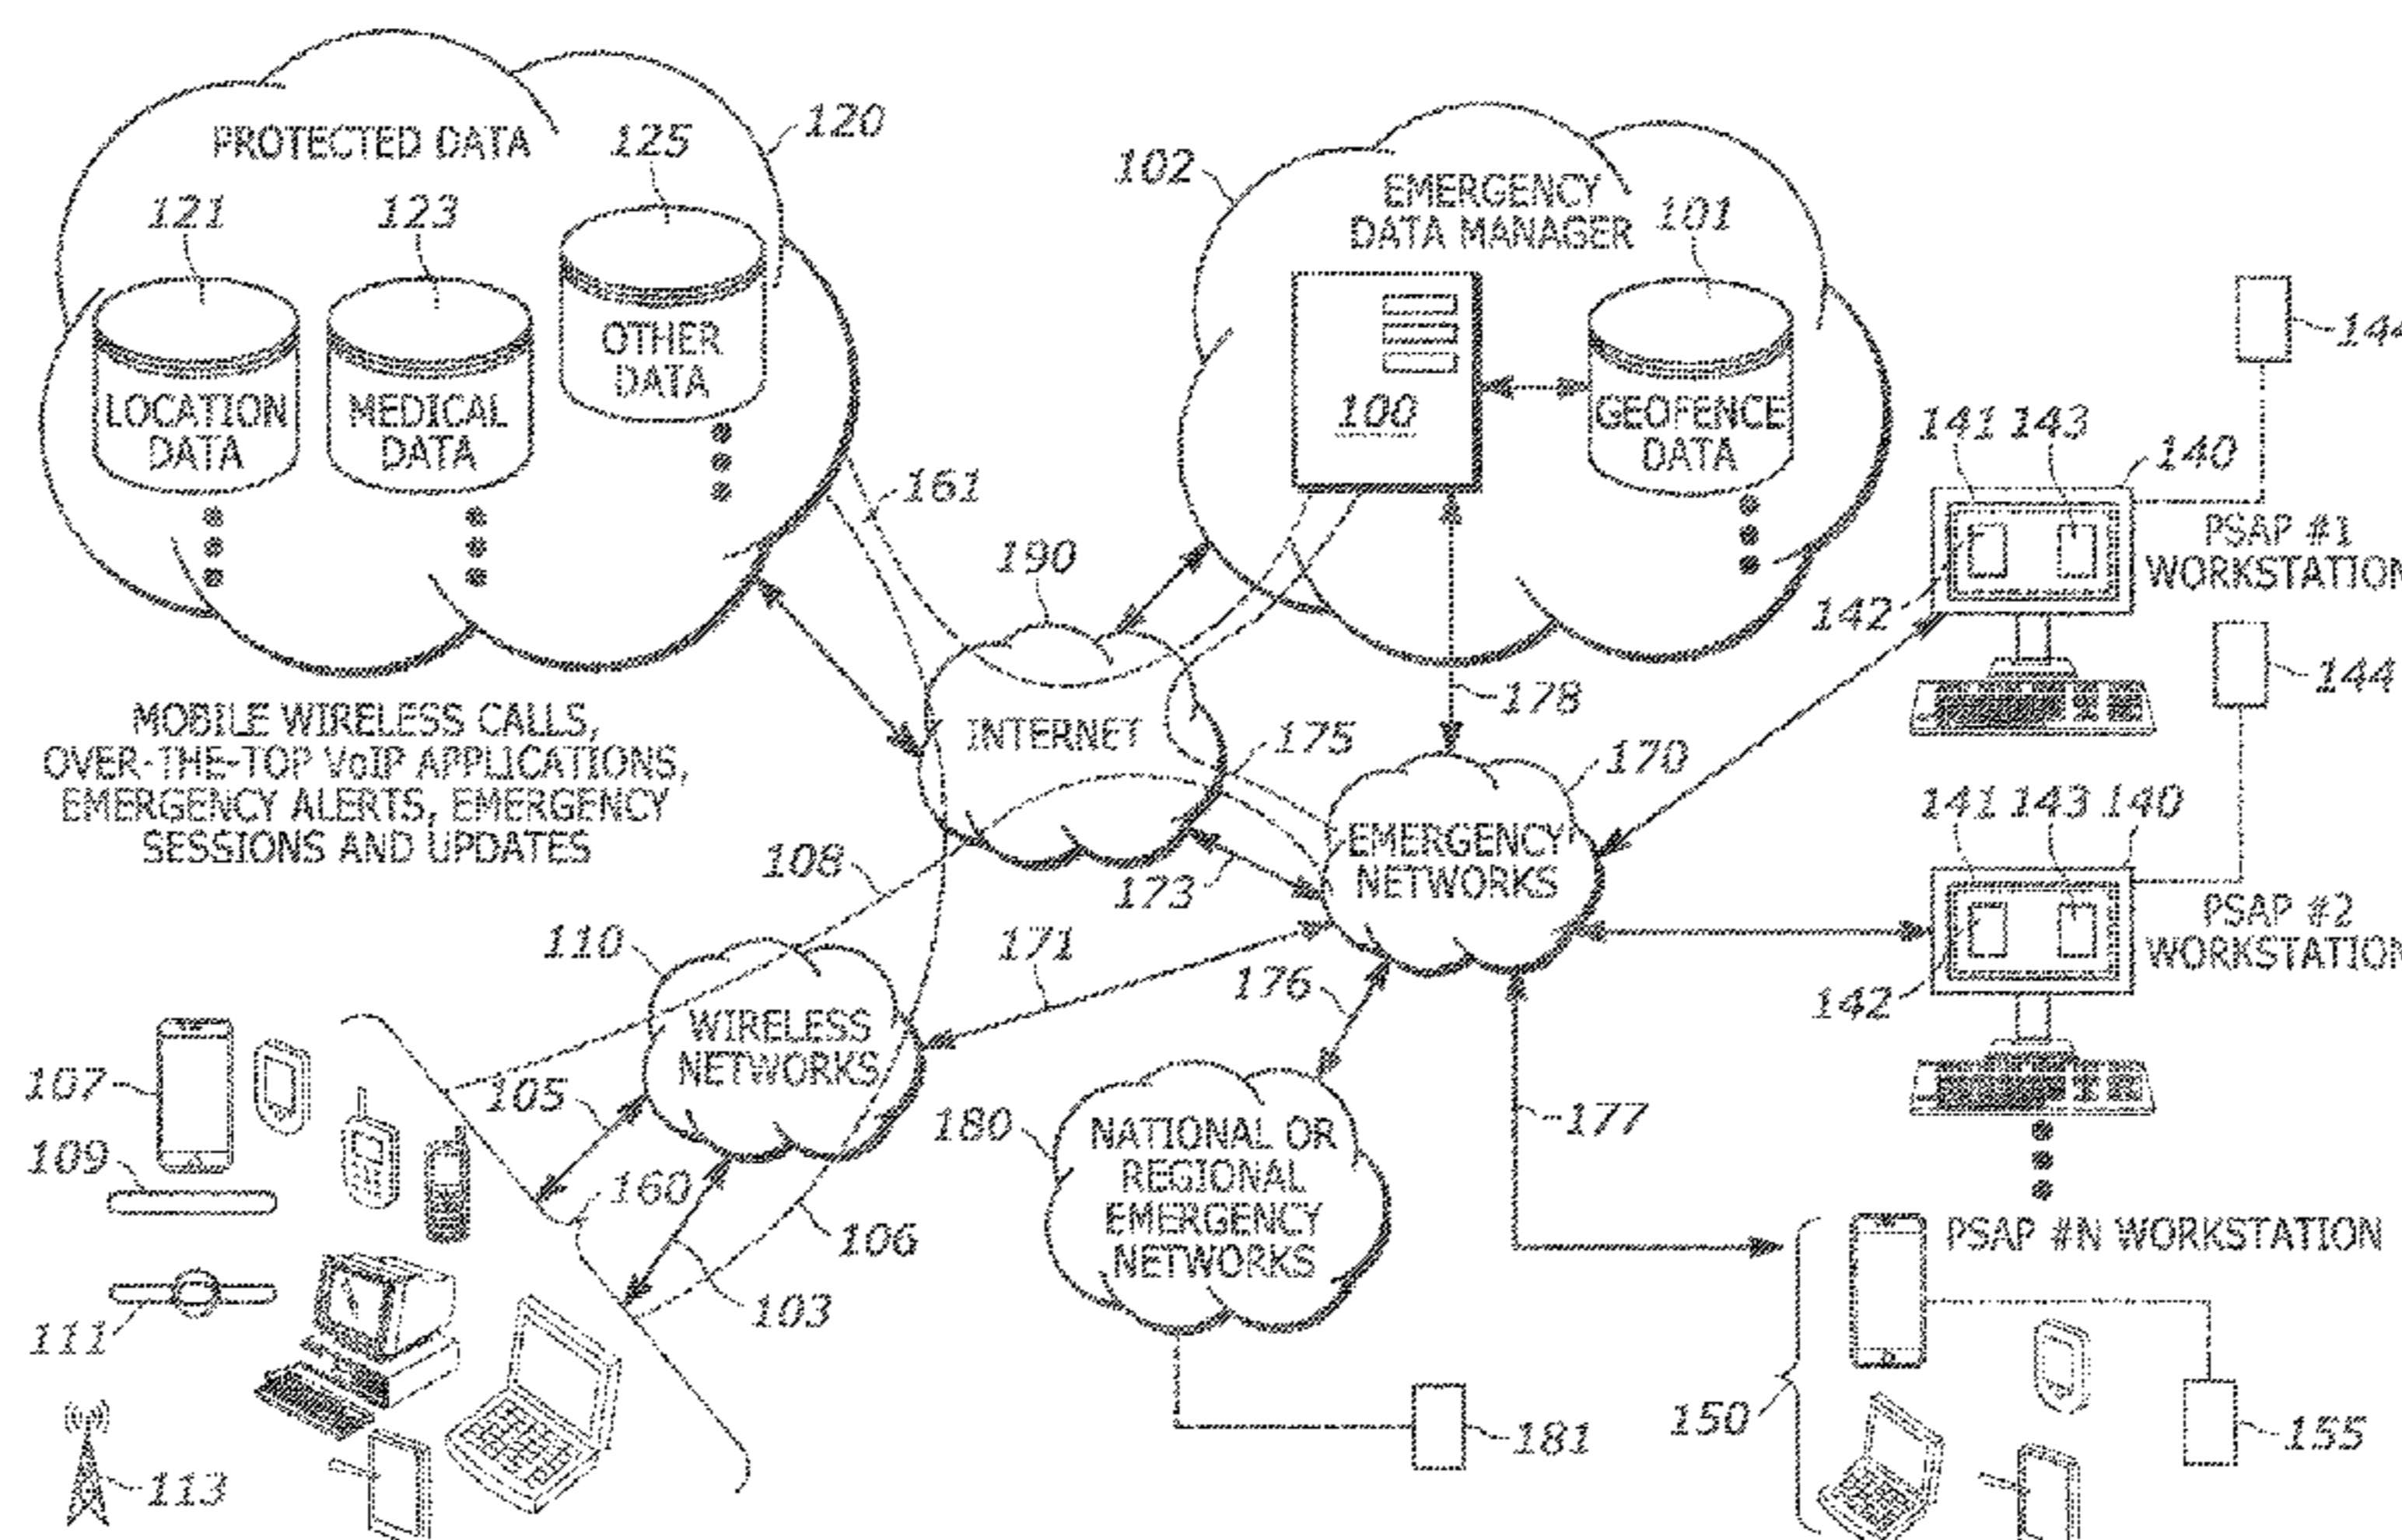 PROTECTED DATA
120
125
121
123
LOCATION
DATA
MEDICAL
DATA
OTHER
DATA
102
EMERGENCY
DATA MANAGER
101
100
GEOFENCE
DATA
144
141
143
140
PSAP #1
WORKSTATION
142
144
161
190
INTERNET
178
175
170
MOBILE WIRELESS CALLS,
OVER-THE-TOP VoIP APPLICATIONS,
EMERGENCY ALERTS, EMERGENCY
SESSIONS AND UPDATES
108
173
EMERGENCY
NETWORKS
141
143
140
PSAP #2
WORKSTATION
142
110
171
176
WIRELESS
NETWORKS
107
105
109
160
106
103
111
113
180
NATIONAL OR
REGIONAL
EMERGENCY
NETWORKS
177
181
PSAP #N WORKSTATION
150
155